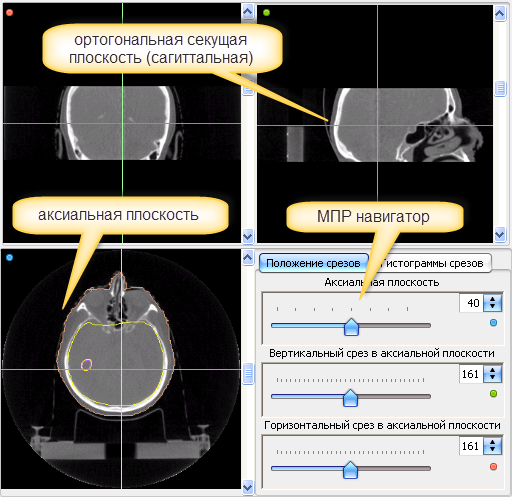 ортогональная секущая
плоскость (сагиттальная)
аксиальная плоскость
МПР навигатор
Положение срезов
Гистограммы срезов
Аксиальная плоскость
40
Вертикальный срез в аксиальной плоскости
161
Горизонтальный срез в аксиальной плоскости
161